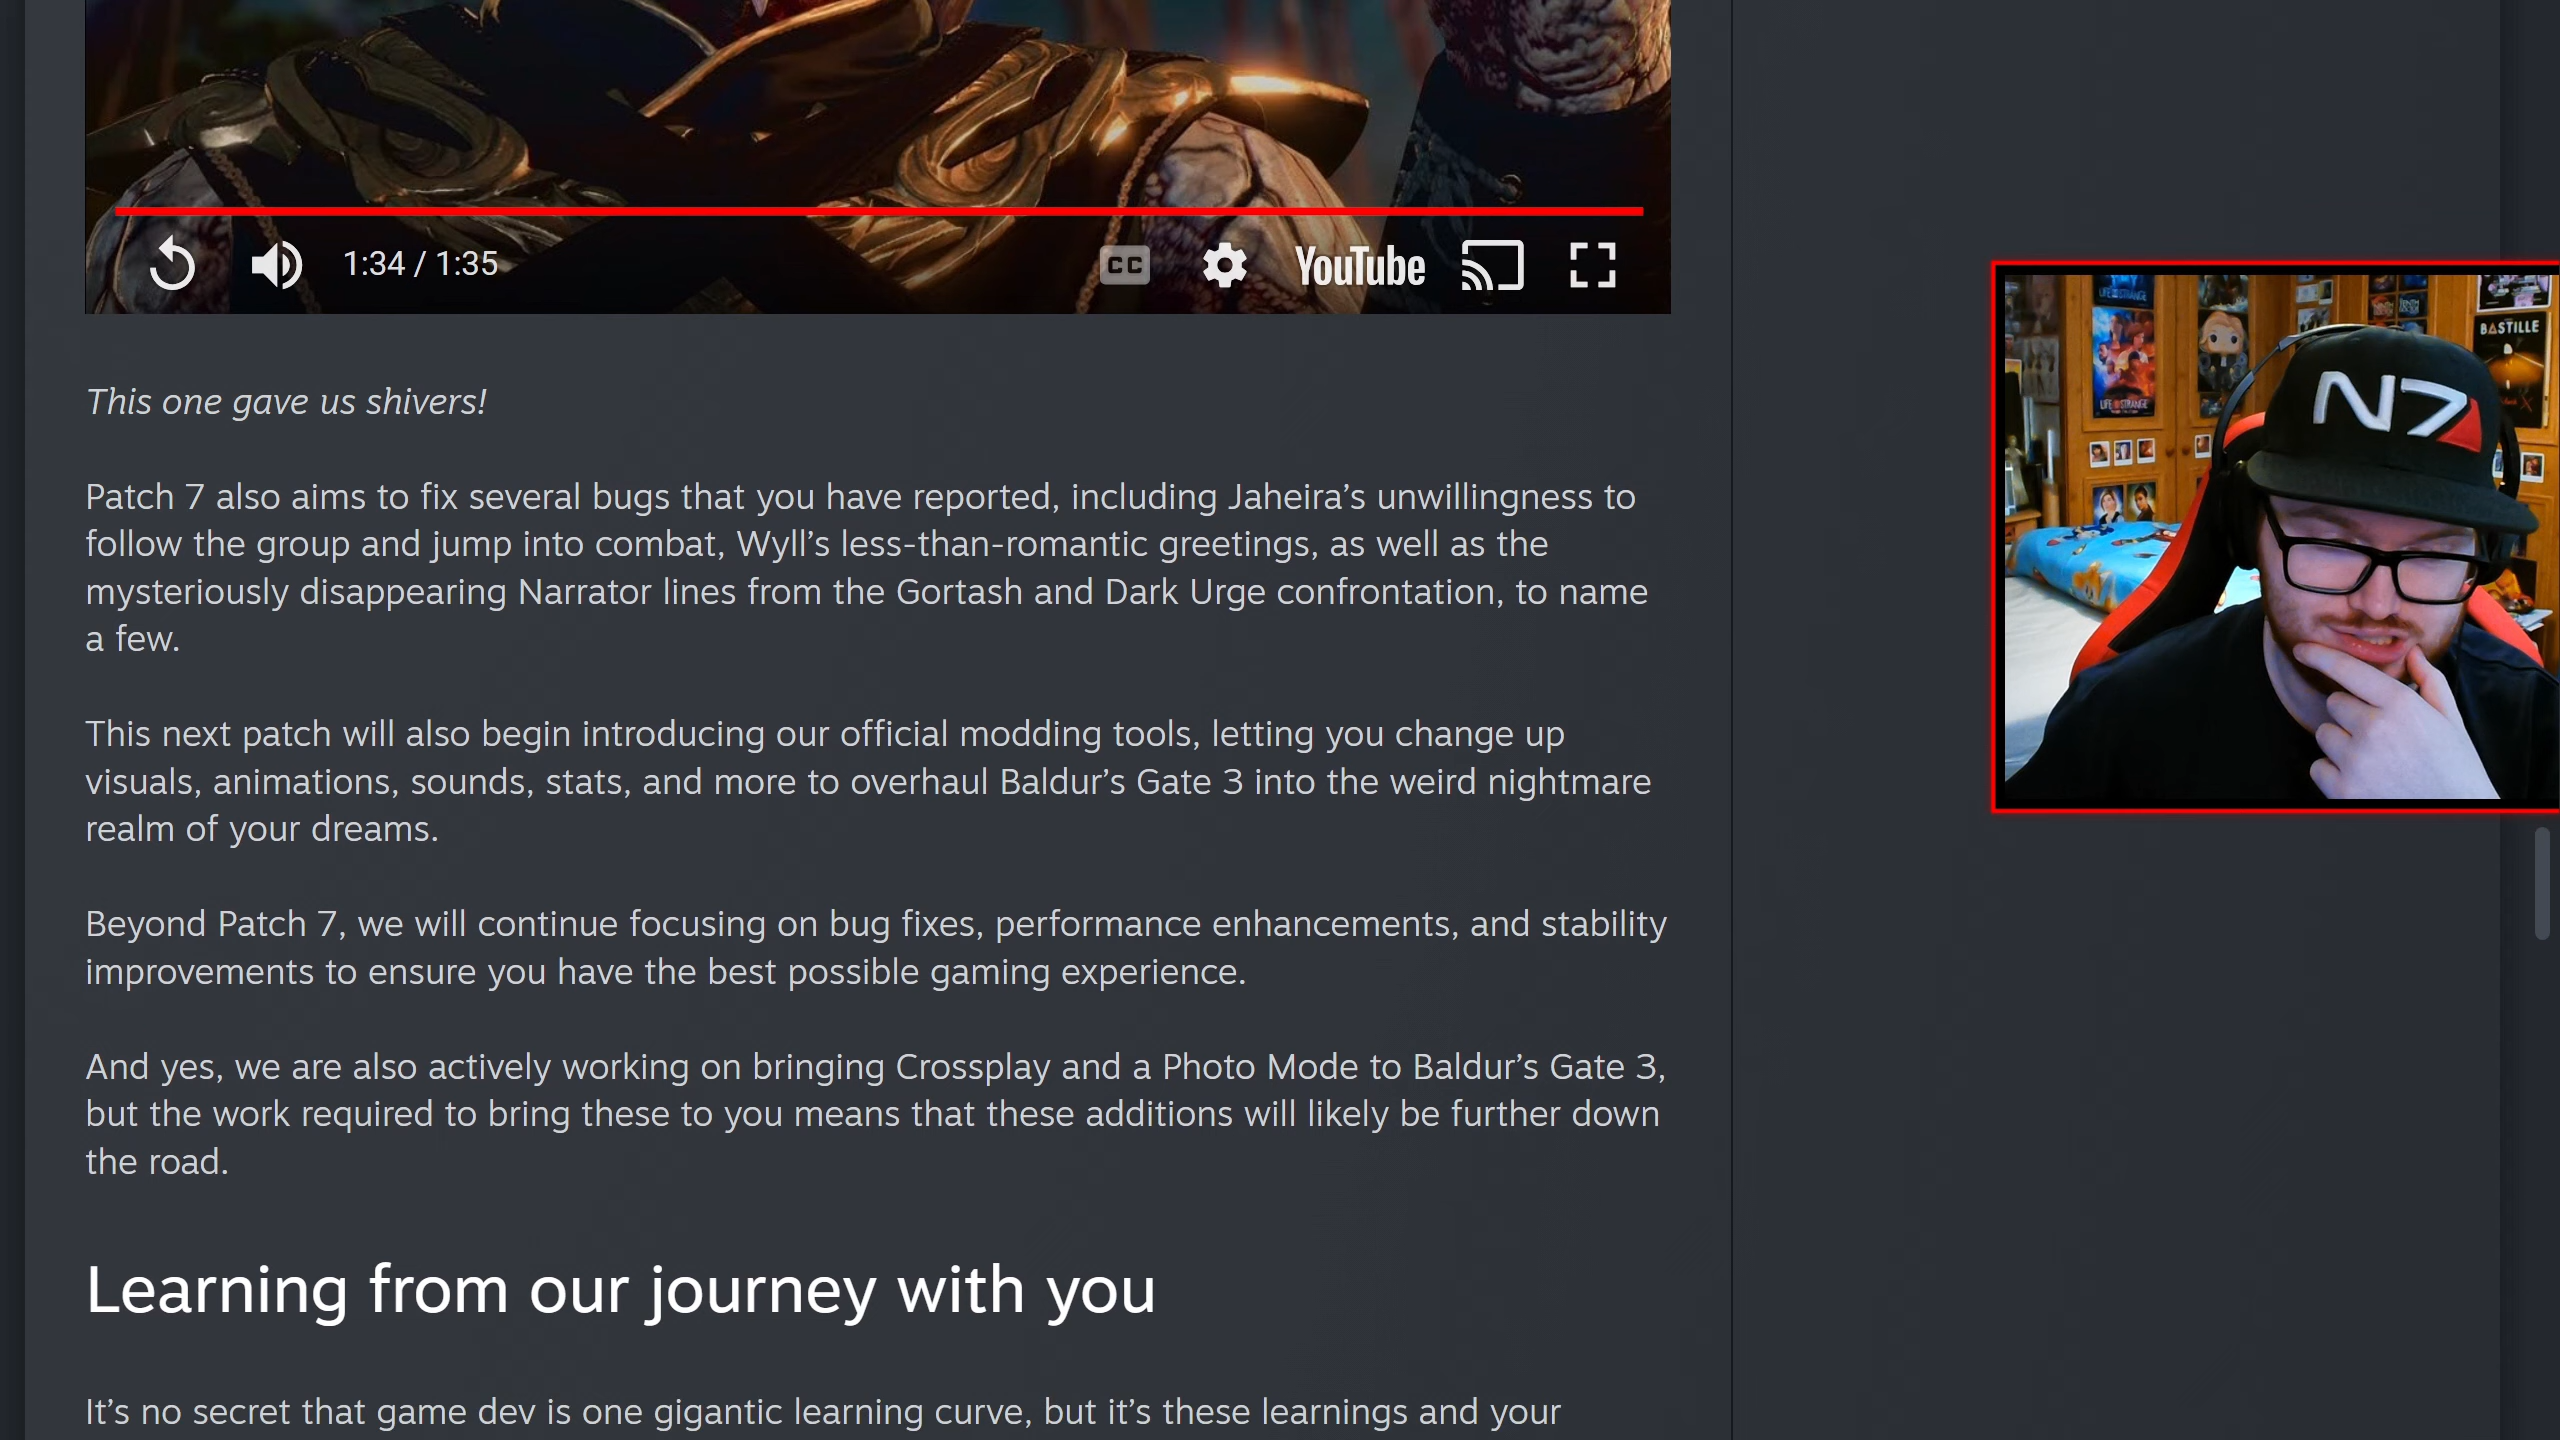 1:34 / 1:35
CC
YouTube
This one gave us shivers!
Patch 7 also aims to fix several bugs that you have reported, including Jaheira’s unwillingness to
follow the group and jump into combat, Wyll’s less-than-romantic greetings, as well as the
mysteriously disappearing Narrator lines from the Gortash and Dark Urge confrontation, to name
a few.
This next patch will also begin introducing our official modding tools, letting you change up
visuals, animations, sounds, stats, and more to overhaul Baldur’s Gate 3 into the weird nightmare
realm of your dreams.
Beyond Patch 7, we will continue focusing on bug fixes, performance enhancements, and stability
improvements to ensure you have the best possible gaming experience.
And yes, we are also actively working on bringing Crossplay and a Photo Mode to Baldur’s Gate 3,
but the work required to bring these to you means that these additions will likely be further down
the road.
Learning from our journey with you
It’s no secret that game dev is one gigantic learning curve, but it’s these learnings and your
BASTILLE
N7
LIFE STRANGE